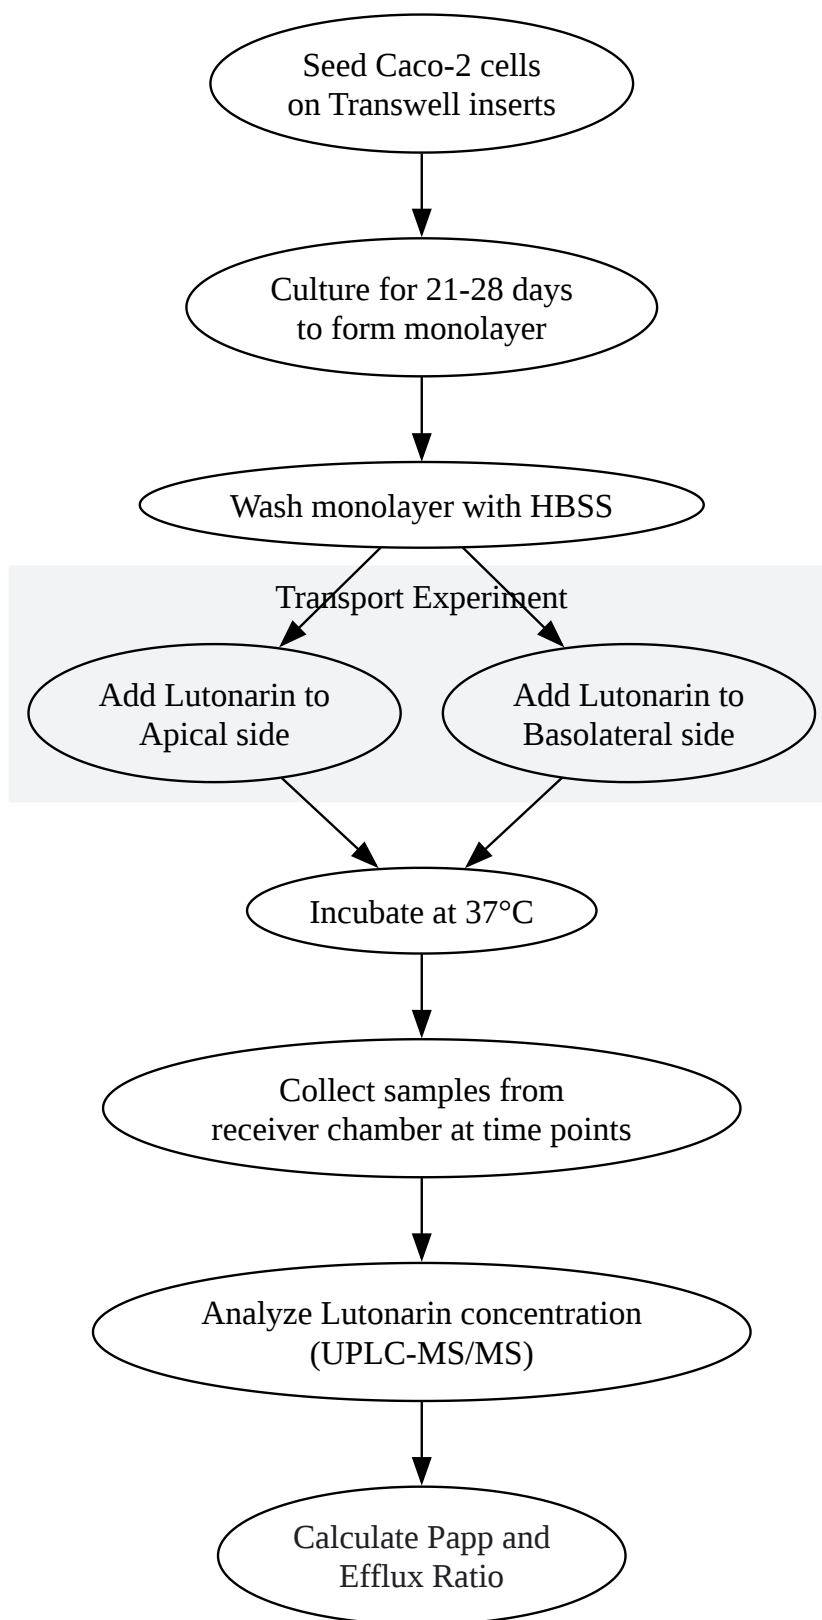 Seed Caco-2 cells
on Transwell inserts
Culture for 21-28 days
to form monolayer
Wash monolayer with HBSS
Transport Experiment
Add Lutonarin to
Apical side
Add Lutonarin to
Basolateral side
Incubate at 37°C
Collect samples from
receiver chamber at time points
Analyze Lutonarin concentration
(UPLC-MS/MS)
Calculate Papp and
Efflux Ratio